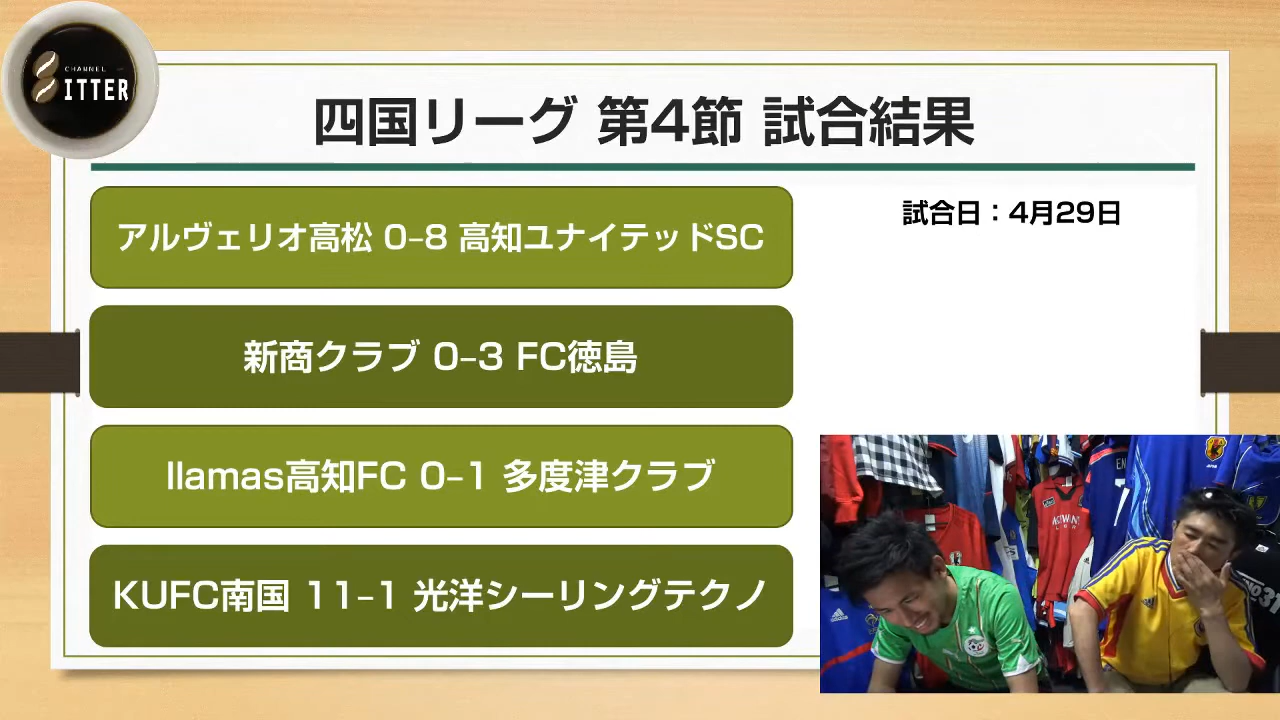 CHANNEL
BITTER
四国リーグ 第4節 試合結果
試合日：4月29日
アルヴェリオ高松 0–8 高知ユナイテッドSC
新商クラブ 0–3 FC徳島
llamas高知FC 0–1 多度津クラブ
KUFC南国 11–1 光洋シーリングテクノ